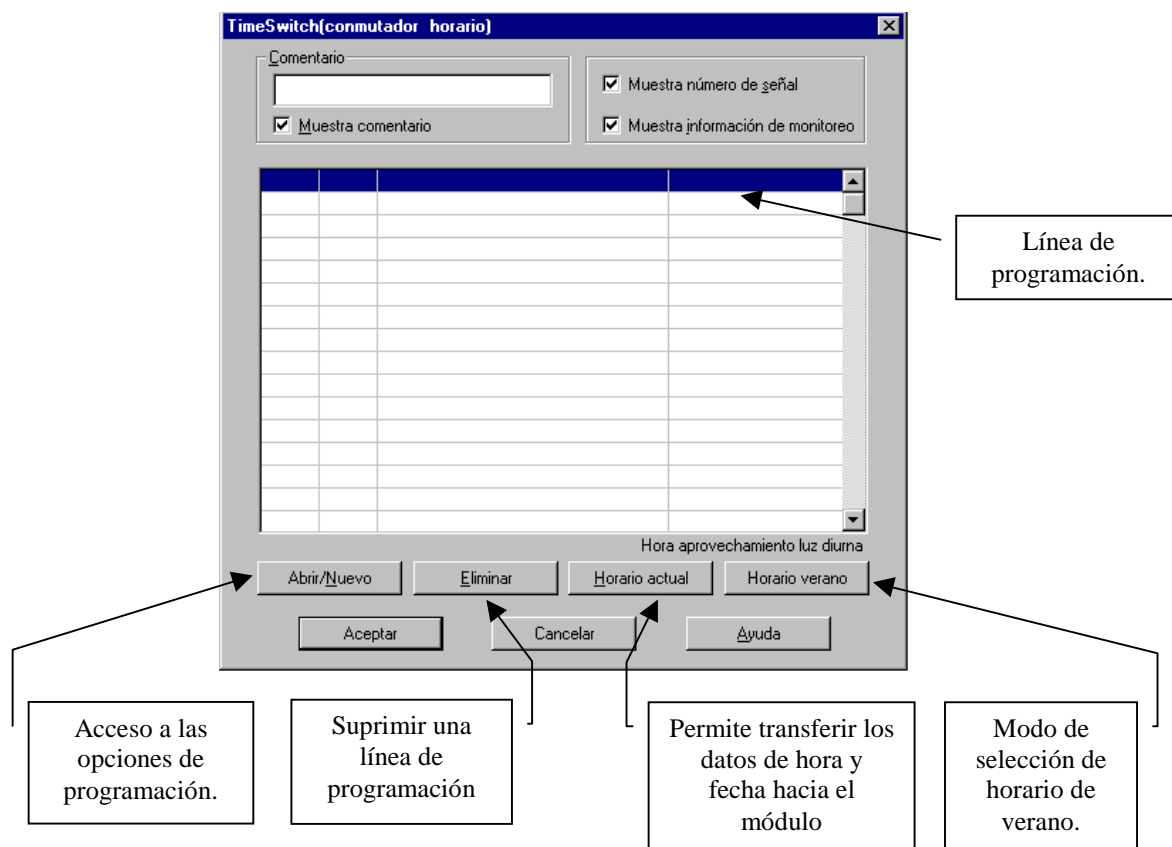 TimeSwitch(conmutador horario)
Comentario
Muestra comentario
Muestra número de señal
Muestra información de monitoreo
Línea de
programación.
Hora aprovechamiento luz diurna
Abrir/Nuevo
Eliminar
Horario actual
Horario verano
Aceptar
Cancelar
Ayuda
Acceso a las
opciones de
programación.
Suprimir una
línea de
programación
Permite transferir los
datos de hora y
fecha hacia el
módulo
Modo de
selección de
horario de
verano.